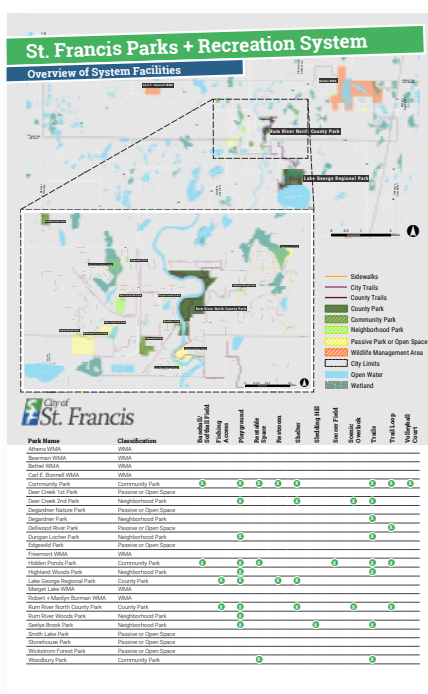 St. Francis Parks + Recreation System
Overview of System Facilities
Rum River North County Park
Lake George Regional Park
Rum River North County Park
Sidewalks
City Trails
County Trails
County Park
Community Park
Neighborhood Park
Passive Park or Open Space
Wildlife Management Area
City Limits
Open Water
Wetland
City of
St. Francis
Park Name Classification Baseball/Softball Field Fishing Access Playground Rentable Space Restroom Shelter Sledding Hill Soccer Field Scenic Overlook Trails Trail Loop Volleyball Court
Athens WMA WMA
Bearman WMA WMA
Bethel WMA WMA
Carl E. Bonnell WMA WMA
Community Park Community Park
Deer Creek 1st Park Passive or Open Space
Deer Creek 2nd Park Neighborhood Park
Degardner Nature Park Passive or Open Space
Degardner Park Neighborhood Park
Dellwood River Park Passive or Open Space
Dungan Locher Park Neighborhood Park
Edgewild Park Passive or Open Space
Freemont WMA WMA
Hidden Ponds Park Community Park
Highland Woods Park Neighborhood Park
Lake George Regional Park County Park
Marget Lake WMA WMA
Robert + Marilyn Burman WMA WMA
Rum River North County Park County Park
Rum River Woods Park Neighborhood Park
Seelye Brook Park Neighborhood Park
Smith Lake Park Passive or Open Space
Stonehouse Park Passive or Open Space
Wickstrom Forest Park Passive or Open Space
Woodbury Park Community Park